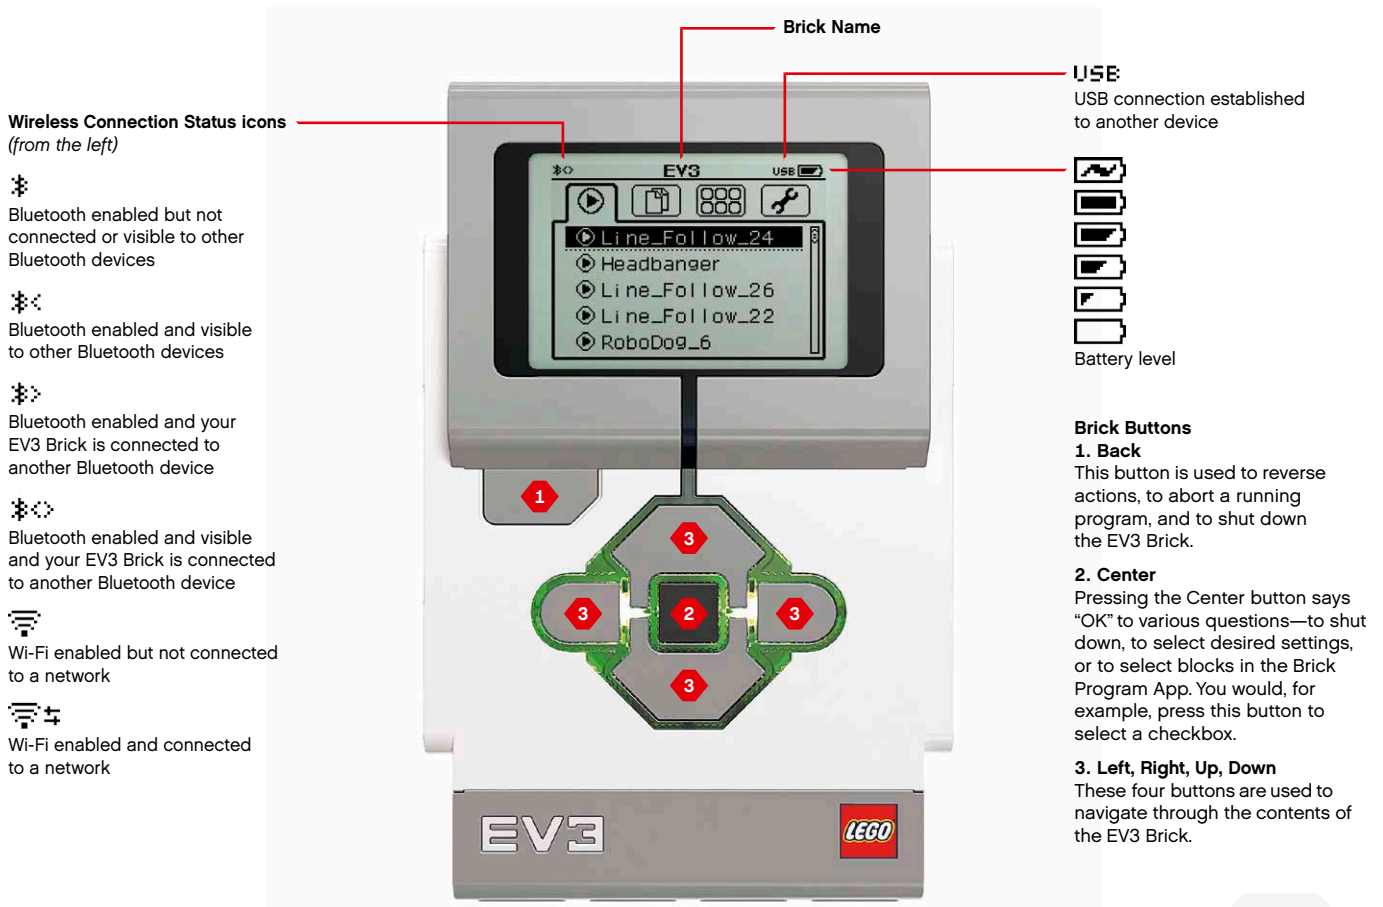 Brick Name
Wireless Connection Status icons
(from the left)
Bluetooth enabled but not
connected or visible to other
Bluetooth devices
Bluetooth enabled and visible
to other Bluetooth devices
Bluetooth enabled and your
EV3 Brick is connected to
another Bluetooth device
Bluetooth enabled and visible
and your EV3 Brick is connected
to another Bluetooth device
Wi-Fi enabled but not connected
to a network
Wi-Fi enabled and connected
to a network
EV3 USB
Line_Follow_24
Headbanger
Line_Follow_26
Line_Follow_22
RoboDog_6
1
3
3 2 3
3
EV3 LEGO
USB
USB connection established
to another device
Battery level
Brick Buttons
1. Back
This button is used to reverse
actions, to abort a running
program, and to shut down
the EV3 Brick.
2. Center
Pressing the Center button says
“OK” to various questions—to shut
down, to select desired settings,
or to select blocks in the Brick
Program App. You would, for
example, press this button to
select a checkbox.
3. Left, Right, Up, Down
These four buttons are used to
navigate through the contents of
the EV3 Brick.